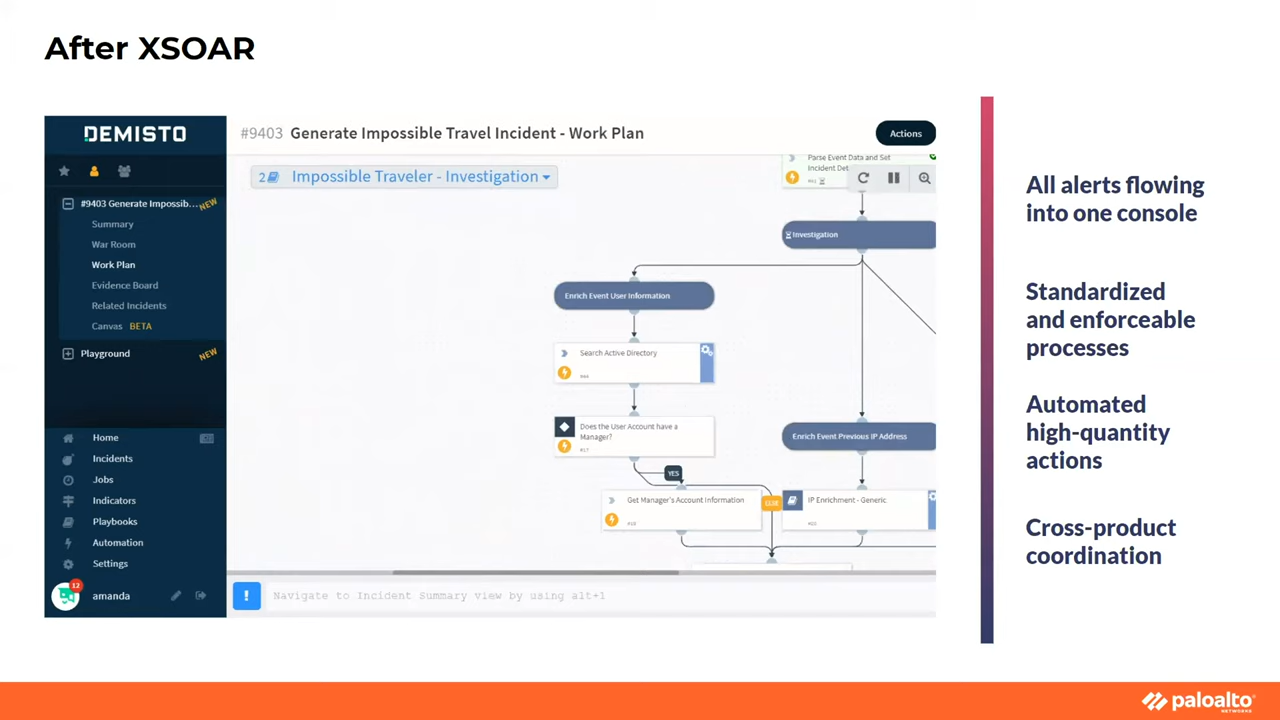 After XSOAR
DEMISTO
#9403 Generate Impossible Travel Incident - Work Plan
Actions
2
Impossible Traveler - Investigation
#9403 Generate Impossib... NEW
Summary
War Room
Work Plan
Evidence Board
Related Incidents
Canvas BETA
Playground NEW
Home
Incidents
Jobs
Indicators
Playbooks
Automation
Settings
12
amanda
Parse Event Data and Set
Incident Det
Investigation
Enrich Event User Information
Search Active Directory
Does the User Account have a
Manager?
#17
YES
Get Manager's Account Information
ELSE
Enrich Event Previous IP Address
IP Enrichment - Generic
! Navigate to Incident Summary view by using alt+1
All alerts flowing
into one console
Standardized
and enforceable
processes
Automated
high-quantity
actions
Cross-product
coordination
paloalto
NETWORKS